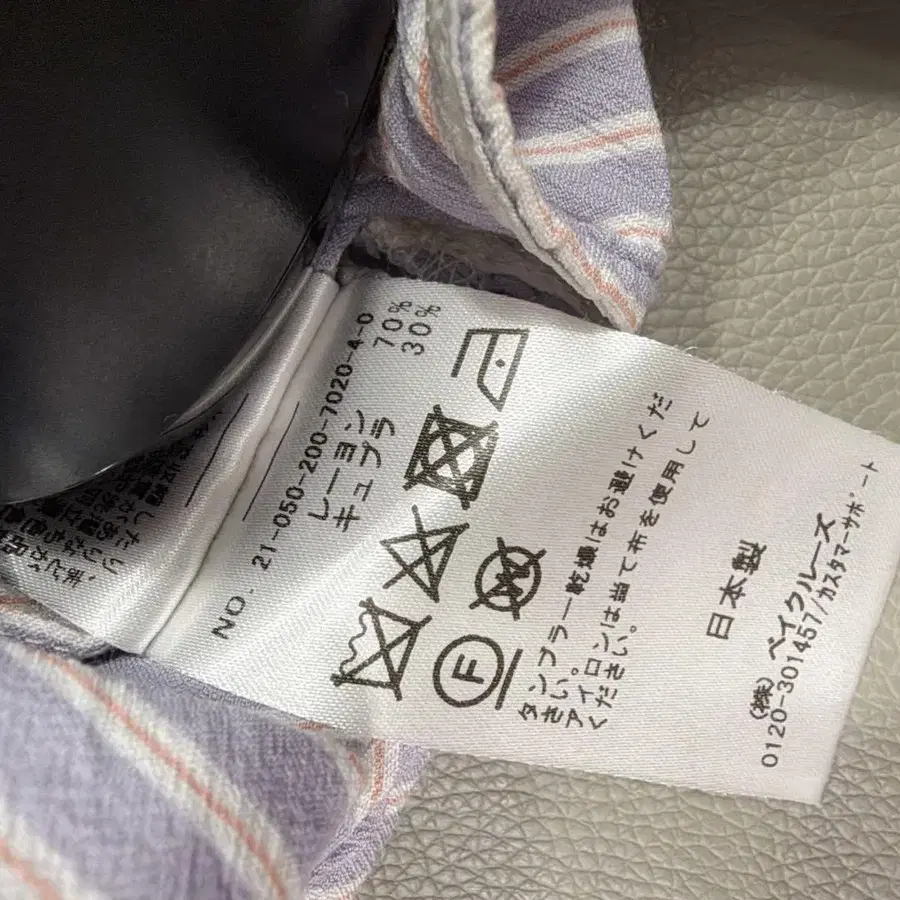 NO. 21-050-200-7020-4-0
レーヨン 70%
キュプラ 30%
F
タンブラー乾燥はお避けくだ
さい。
アイロンは当て布を使用して
ください。
日本製
(株) ベイクルーズ
0120-301457/カスタマーサポート